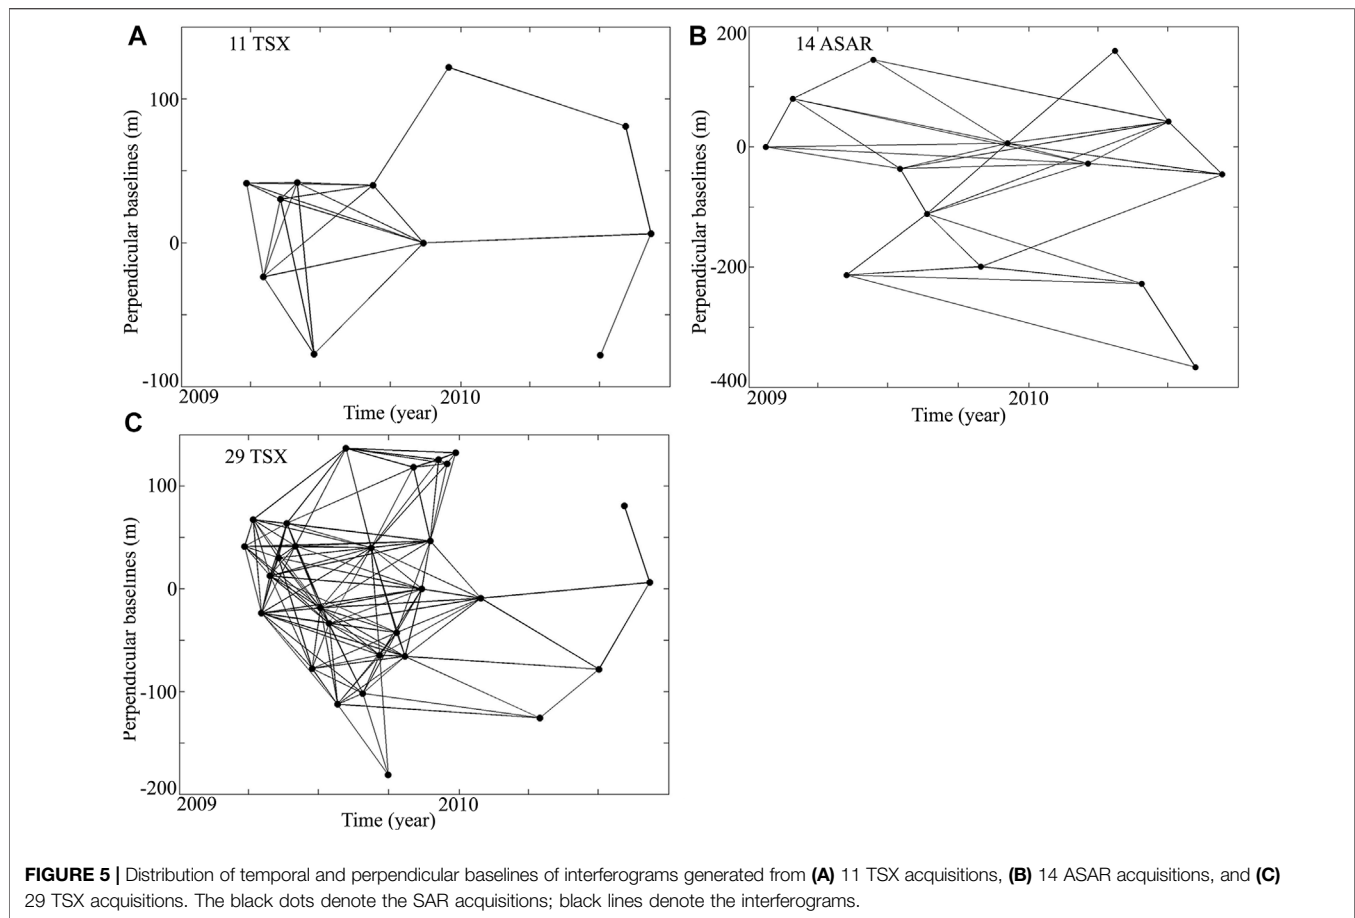 A
11 TSX
100
0
-100
Perpendicular baselines (m)
2009
2010
Time (year)
B
14 ASAR
200
0
-200
-400
Perpendicular baselines (m)
2009
2010
Time (year)
C
29 TSX
100
0
-100
-200
Perpendicular baselines (m)
2009
2010
Time (year)
FIGURE 5 | Distribution of temporal and perpendicular baselines of interferograms generated from (A) 11 TSX acquisitions, (B) 14 ASAR acquisitions, and (C)
29 TSX acquisitions. The black dots denote the SAR acquisitions; black lines denote the interferograms.